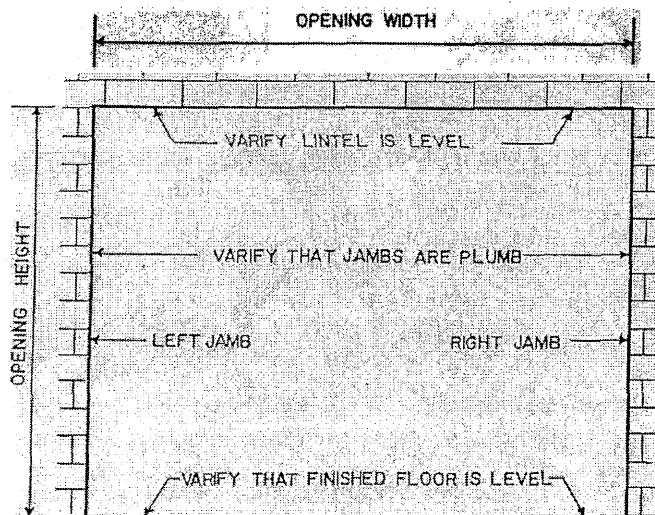 OPENING WIDTH
VARIFY LINTEL IS LEVEL
OPENING HEIGHT
VARIFY THAT JAMBS ARE PLUMB
LEFT JAMB
RIGHT JAMB
VARIFY THAT FINISHED FLOOR IS LEVEL